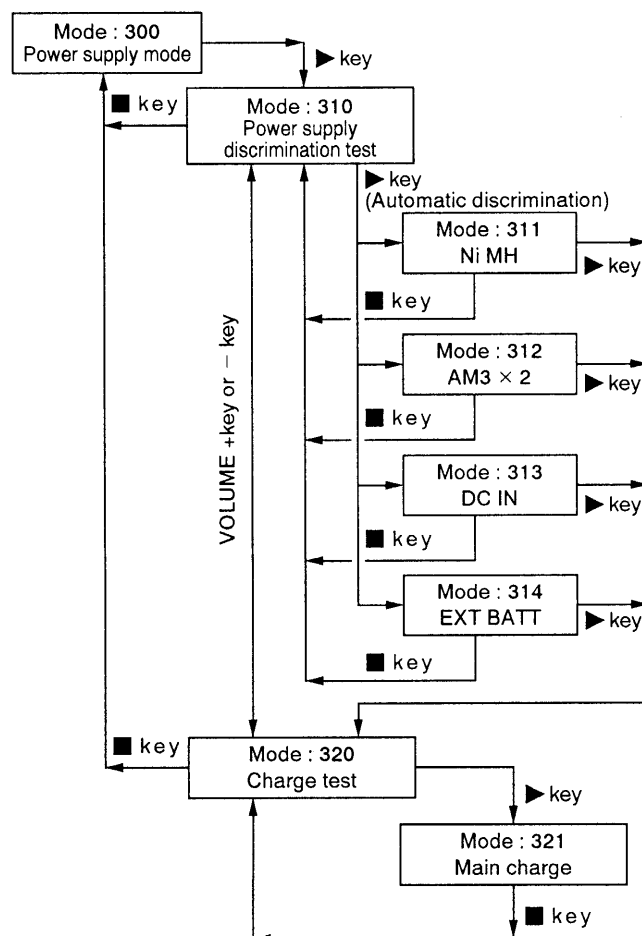 Mode : 300
Power supply mode
▶ key
■ key
Mode : 310
Power supply
discrimination test
▶ key
(Automatic discrimination)
Mode : 311
Ni MH
▶ key
■ key
Mode : 312
AM3 × 2
▶ key
■ key
VOLUME +key or − key
Mode : 313
DC IN
▶ key
■ key
Mode : 314
EXT BATT
▶ key
■ key
■ key
Mode : 320
Charge test
▶ key
Mode : 321
Main charge
■ key